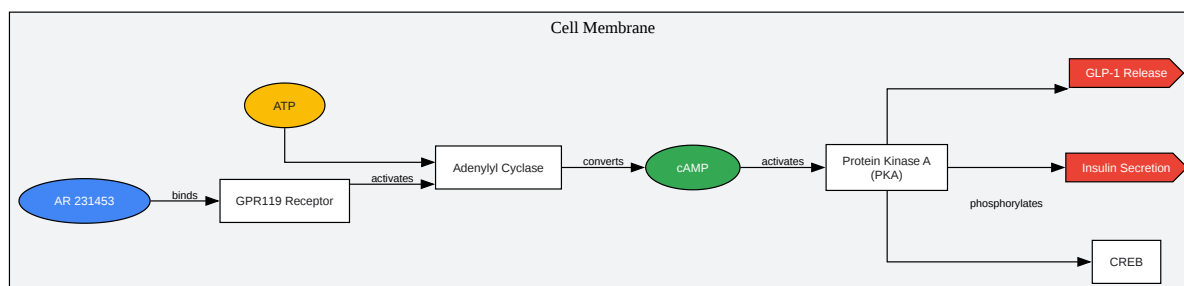 Cell Membrane
GLP-1 Release
ATP
Adenylyl Cyclase
converts
cAMP
activates
Protein Kinase A
(PKA)
Insulin Secretion
activates
AR 231453
binds
GPR119 Receptor
phosphorylates
CREB